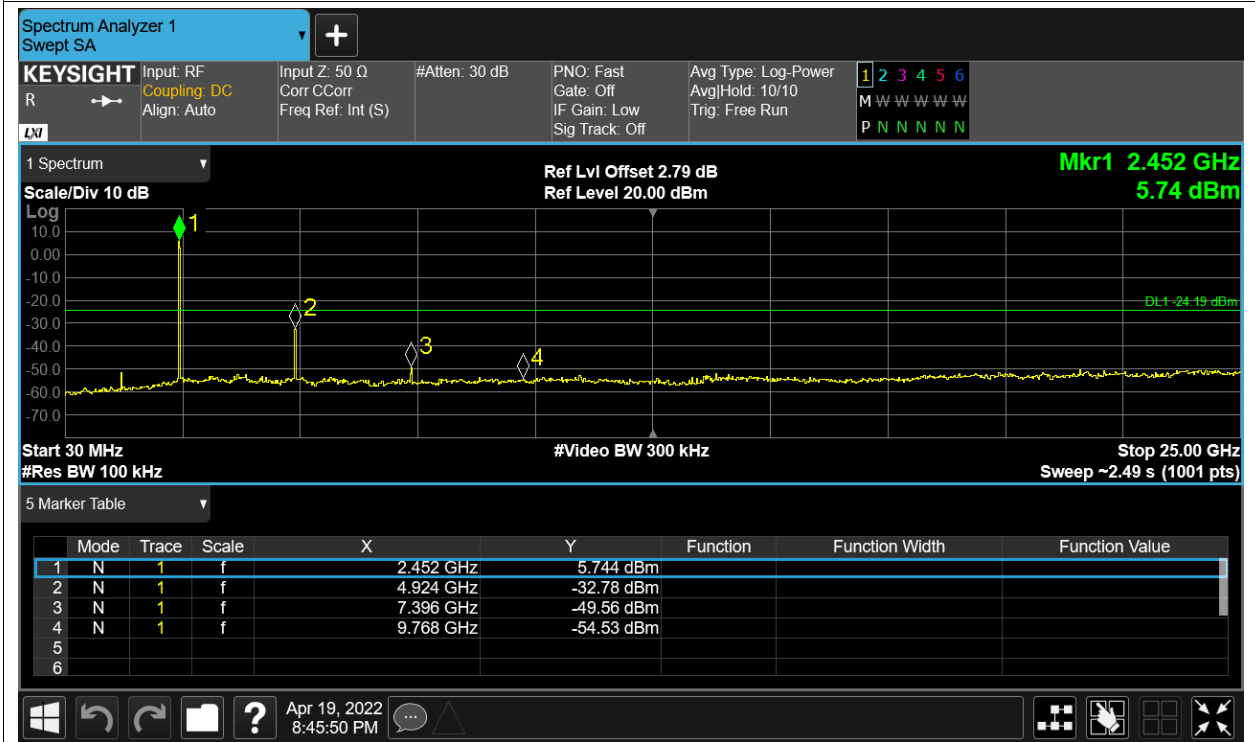 Spectrum Analyzer 1
Swept SA
KEYSIGHT Input: RF Input Z: 50 Ω #Atten: 30 dB PNO: Fast Avg Type: Log-Power 1 2 3 4 5 6
R Coupling: DC Corr CCorr Gate: Off Avg|Hold: 10/10 M W W W W W
Align: Auto Freq Ref: Int (S) IF Gain: Low Trig: Free Run
LXI Sig Track: Off P N N N N N
1 Spectrum Ref Lvl Offset 2.79 dB Mkr1 2.452 GHz
Scale/Div 10 dB Ref Level 20.00 dBm 5.74 dBm
Log
1
10.0
0.00
-10.0
-20.0 DL1 -24.19 dBm
2
-30.0
-40.0 3
4
-50.0
-60.0
-70.0
Start 30 MHz #Video BW 300 kHz Stop 25.00 GHz
#Res BW 100 kHz Sweep ~2.49 s (1001 pts)
5 Marker Table
Mode Trace Scale X Y Function Function Width Function Value
1 N 1 f 2.452 GHz 5.744 dBm
2 N 1 f 4.924 GHz -32.78 dBm
3 N 1 f 7.396 GHz -49.56 dBm
4 N 1 f 9.768 GHz -54.53 dBm
5
6
? Apr 19, 2022
8:45:50 PM